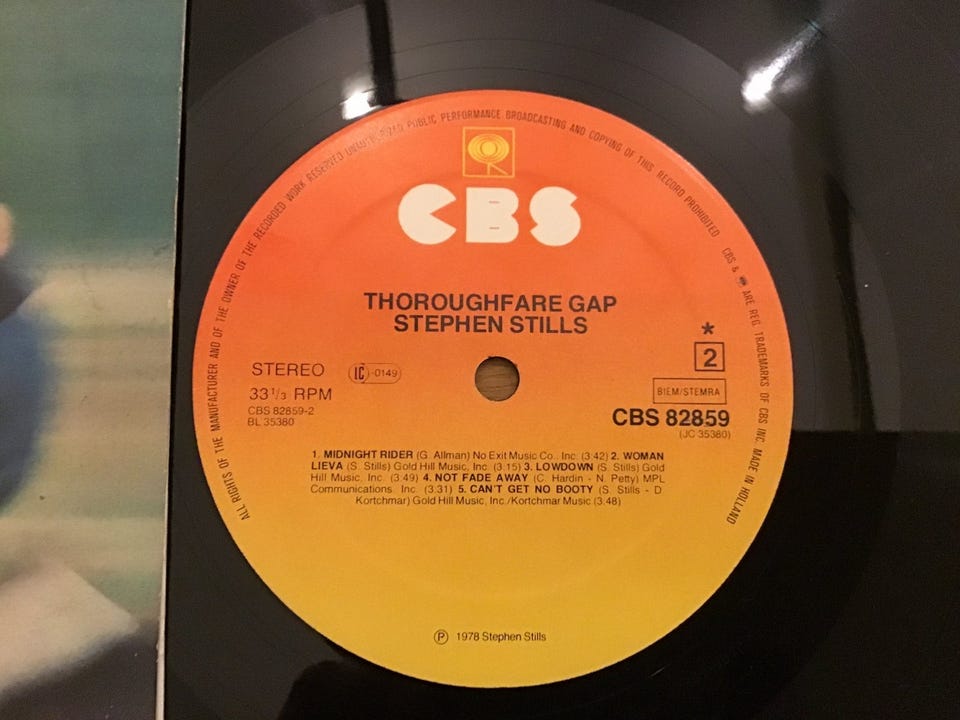 ALL RIGHTS OF THE MANUFACTURER AND OF THE OWNER OF THE RECORDED WORK RESERVED PUBLIC PERFORMANCE BROADCASTING AND COPYING OF THIS RECORD PROHIBITED CBS & ARE REG. TRADEMARKS OF CBS INC. MADE IN HOLLAND
CBS
THOROUGHFARE GAP
STEPHEN STILLS
*
2
STEREO IC -0149
33 1/3 RPM
BIEM/STEMRA
CBS 82859-2
CBS 82859
BL 35380
(JC 35380)
1. MIDNIGHT RIDER (G. Allman) No Exit Music Co., Inc. (3:42) 2. WOMAN
LIEVA (S. Stills) Gold Hill Music, Inc. (3:15) 3. LOWDOWN (S. Stills) Gold
Hill Music, Inc. (3:49) 4. NOT FADE AWAY (C. Hardin - N. Petty) MPL
Communications, Inc. (3.31) 5. CAN'T GET NO BOOTY (S. Stills - D
Kortchmar) Gold Hill Music, Inc./Kortchmar Music (3:48)
Ⓟ 1978 Stephen Stills